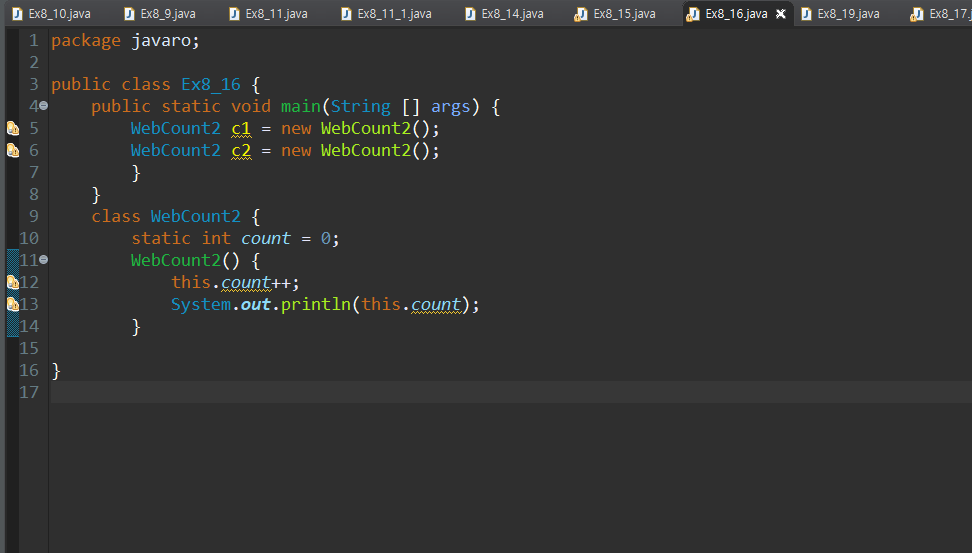 Ex8_10.java Ex8_9.java Ex8_11.java Ex8_11_1.java Ex8_14.java Ex8_15.java Ex8_16.java Ex8_19.java Ex8_17.j
1 package javaro;
2
3 public class Ex8_16 {
4 public static void main(String [] args) {
5 WebCount2 c1 = new WebCount2();
6 WebCount2 c2 = new WebCount2();
7 }
8 }
9 class WebCount2 {
10 static int count = 0;
11 WebCount2() {
12 this.count++;
13 System.out.println(this.count);
14 }
15
16 }
17